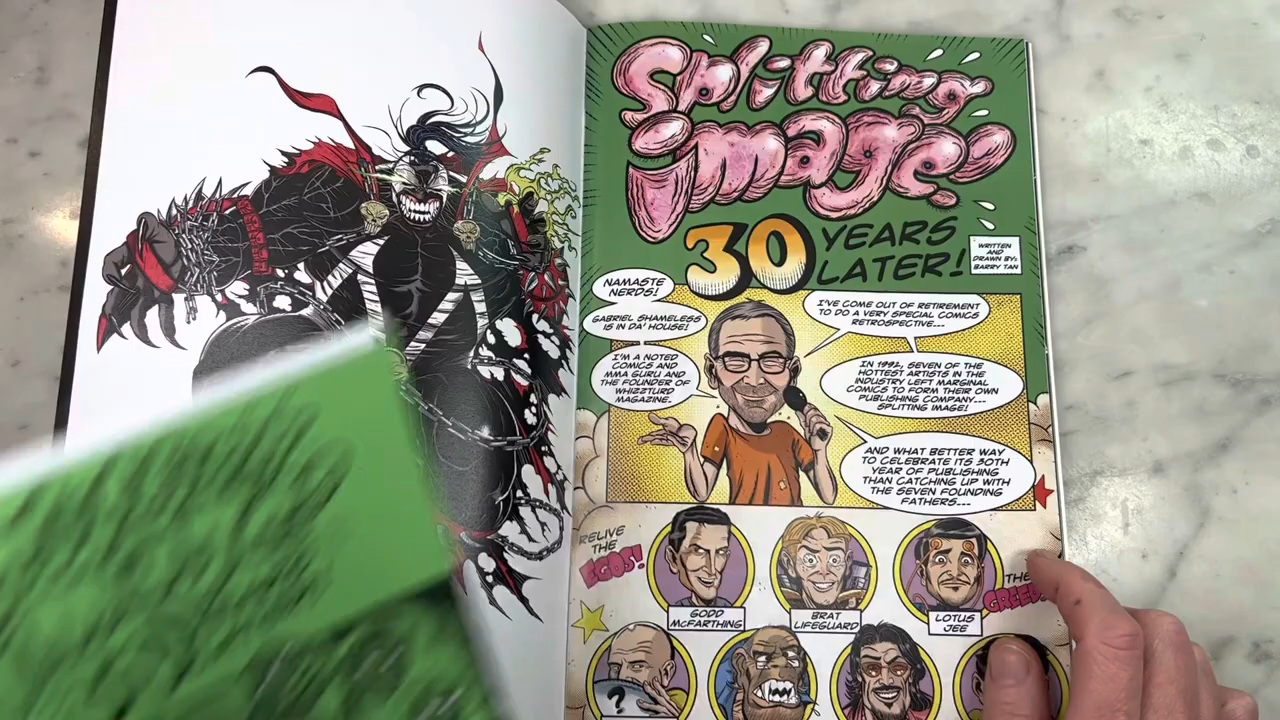 Splitting
image!
30 YEARS
LATER!
WRITTEN
AND
DRAWN BY:
BARRY TAN
NAMASTE
NERDS!
GABRIEL SHAMELESS
IS IN DA' HOUSE!
I'M A NOTED
COMICS AND
MMA GURU AND
THE FOUNDER OF
WHIZZTURD
MAGAZINE.
I'VE COME OUT OF RETIREMENT
TO DO A VERY SPECIAL COMICS
RETROSPECTIVE...
IN 1992, SEVEN OF THE
HOTTEST ARTISTS IN THE
INDUSTRY LEFT MARGINAL
COMICS TO FORM THEIR OWN
PUBLISHING COMPANY...
SPLITTING IMAGE!
AND WHAT BETTER WAY
TO CELEBRATE ITS 30TH
YEAR OF PUBLISHING
THAN CATCHING UP WITH
THE SEVEN FOUNDING
FATHERS...
RELIVE
THE
EGOS!
THE
GODD
McFARTHING
BRAT
LIFEGUARD
LOTUS
JEE
?